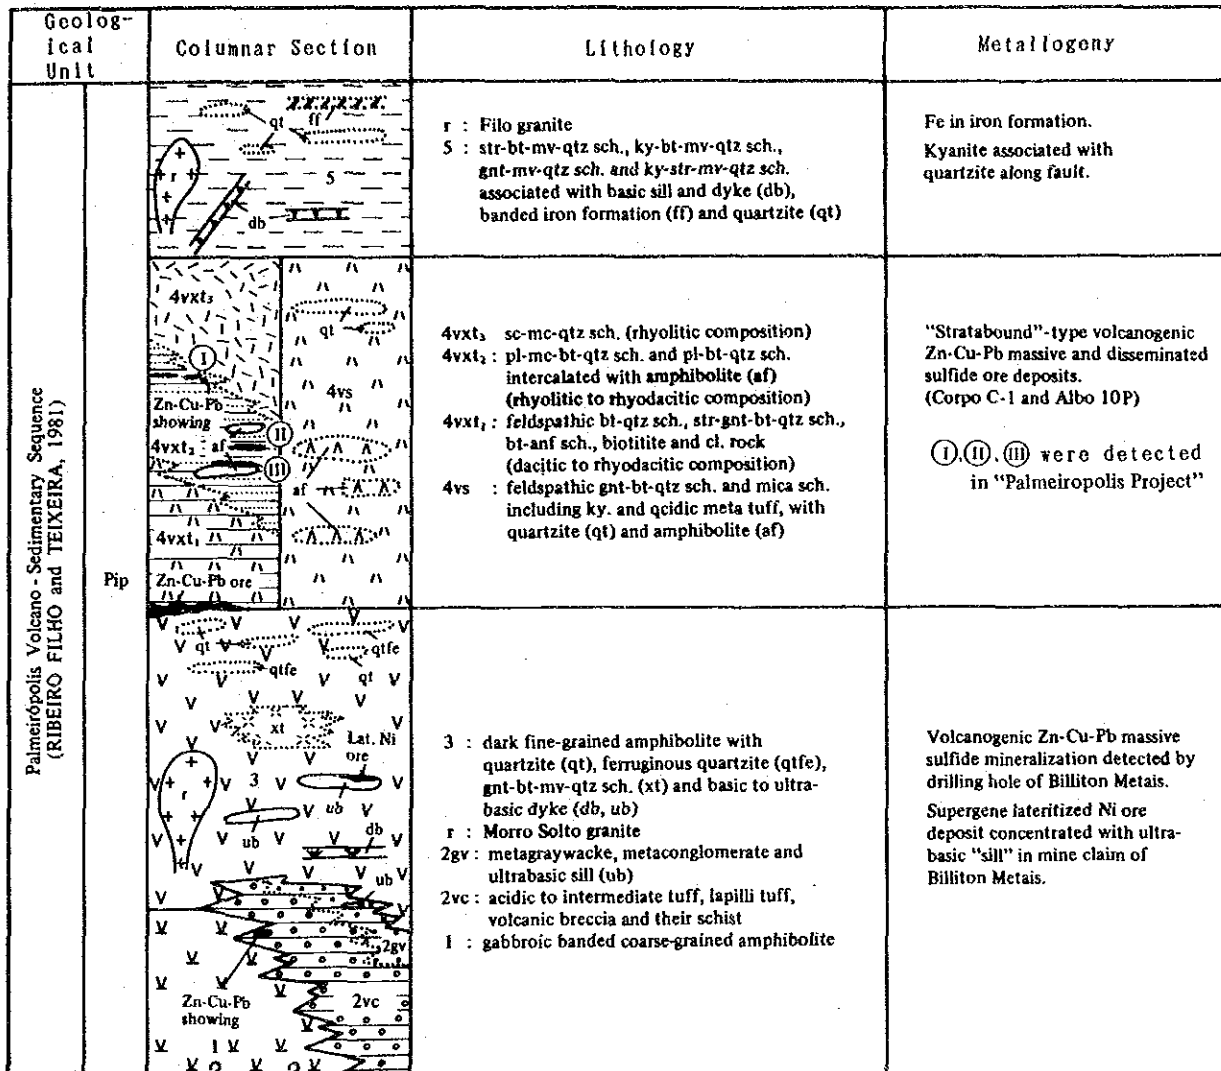 Geolog-
ical
Unit
Columnar Section
Lithology
Metallogeny
Palmeirópolis Volcano - Sedimentary Sequence
(RIBEIRO FILHO and TEIXEIRA, 1981)
Pip
qt
ff
r
5
db
4vxt₃
qt
I
Zn-Cu-Pb
showing
4vs
II
4vxt₂
af
III
af
4vxt₁
Zn-Cu-Pb ore
qt
qtfe
qtfe
qt
xt
Lat. Ni
ore
3
r
ub
ub
db
ub
2gv
Zn-Cu-Pb
showing
2vc
1
r : Filo granite
5 : str-bt-mv-qtz sch., ky-bt-mv-qtz sch.,
gnt-mv-qtz sch. and ky-str-mv-qtz sch.
associated with basic sill and dyke (db),
banded iron formation (ff) and quartzite (qt)
Fe in iron formation.
Kyanite associated with
quartzite along fault.
4vxt₃ sc-mc-qtz sch. (rhyolitic composition)
4vxt₂ : pl-mc-bt-qtz sch. and pl-bt-qtz sch.
intercalated with amphibolite (af)
(rhyolitic to rhyodacitic composition)
4vxt₁ : feldspathic bt-qtz sch., str-gnt-bt-qtz sch.,
bt-anf sch., biotitite and cl. rock
(dacitic to rhyodacitic composition)
4vs : feldspathic gnt-bt-qtz sch. and mica sch.
including ky. and qcidic meta tuff, with
quartzite (qt) and amphibolite (af)
"Stratabound"-type volcanogenic
Zn-Cu-Pb massive and disseminated
sulfide ore deposits.
(Corpo C-1 and Albo 10P)
I, II, III were detected
in "Palmeiropolis Project"
3 : dark fine-grained amphibolite with
quartzite (qt), ferruginous quartzite (qtfe),
gnt-bt-mv-qtz sch. (xt) and basic to ultra-
basic dyke (db, ub)
r : Morro Solto granite
2gv : metagraywacke, metaconglomerate and
ultrabasic sill (ub)
2vc : acidic to intermediate tuff, lapilli tuff,
volcanic breccia and their schist
1 : gabbroic banded coarse-grained amphibolite
Volcanogenic Zn-Cu-Pb massive
sulfide mineralization detected by
drilling hole of Billiton Metais.
Supergene lateritized Ni ore
deposit concentrated with ultra-
basic "sill" in mine claim of
Billiton Metais.